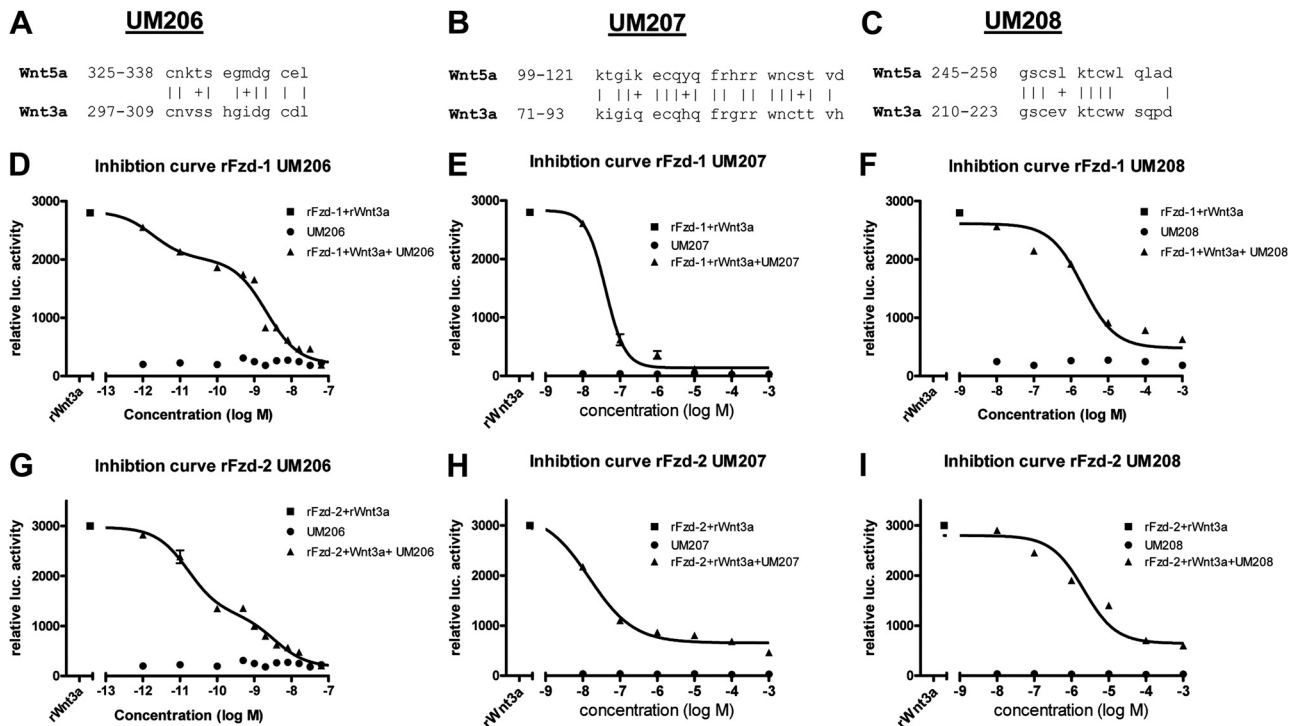 A UM206
Wnt5a 325-338 cnkts egmdg cel
|| +| |+|| | |
Wnt3a 297-309 cnvss hgidg cdl
B UM207
Wnt5a 99-121 ktgik ecqyq frhrr wncst vd
| ||+ |||+| || || |||+| |
Wnt3a 71-93 kigiq ecqhq frgrr wnctt vh
C UM208
Wnt5a 245-258 gscsl ktcwl qlad
||| + |||| |
Wnt3a 210-223 gscev ktcww sqpd
D Inhibtion curve rFzd-1 UM206
relative luc. activity
3000
2000
1000
0
rFzd-1+rWnt3a
UM206
rFzd-1+Wnt3a+ UM206
rWnt3a -13 -12 -11 -10 -9 -8 -7
Concentration (log M)
E Inhibtion curve rFzd-1 UM207
relative luc. activity
3000
2000
1000
0
rFzd-1+rWnt3a
UM207
rFzd-1+rWnt3a+UM207
rWnt3a -9 -8 -7 -6 -5 -4 -3
concentration (log M)
F Inhibtion curve rFzd-1 UM208
relative luc. activity
3000
2000
1000
0
rFzd-1+rWnt3a
UM208
rFzd-1+Wnt3a+ UM208
rWnt3a -9 -8 -7 -6 -5 -4 -3
Concentration (log M)
G Inhibtion curve rFzd-2 UM206
relative luc. activity
3000
2000
1000
0
rFzd-2+rWnt3a
UM206
rFzd-2+Wnt3a+ UM206
rWnt3a -13 -12 -11 -10 -9 -8 -7
Concentration (log M)
H Inhibtion curve rFzd-2 UM207
relative luc. activity
3000
2000
1000
0
rFzd-2+rWnt3a
UM207
rFzd-2+rWnt3a+UM207
rWnt3a -9 -8 -7 -6 -5 -4 -3
concentration (log M)
I Inhibtion curve rFzd-2 UM208
relative luc. activity
3000
2000
1000
0
rFzd-2+rWnt3a
UM208
rFzd-2+rWnt3a+UM208
rWnt3a -9 -8 -7 -6 -5 -4 -3
concentration (log M)